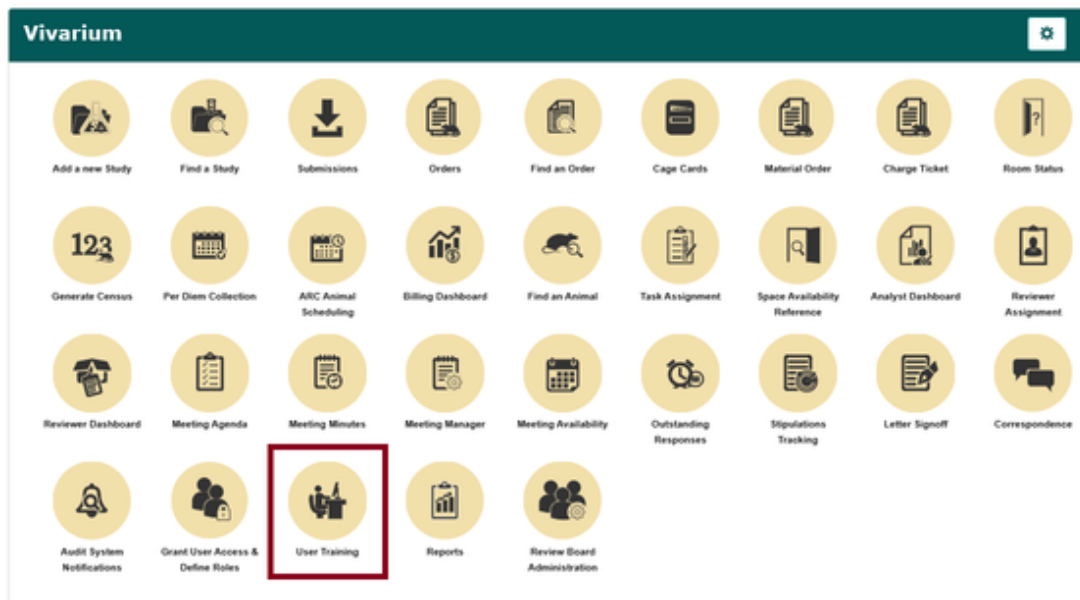 Vivarium
Add a new Study
Find a Study
Submissions
Orders
Find an Order
Cage Cards
Material Order
Charge Ticket
Room Status
?
123
Generate Census
Per Diem Collection
ARC Animal
Scheduling
$
Billing Dashboard
Find an Animal
Task Assignment
Space Availability
Reference
Analyst Dashboard
Reviewer
Assignment
Reviewer Dashboard
Meeting Agenda
Meeting Minutes
Meeting Manager
Meeting Availability
Outstanding
Responses
Stipulations
Tracking
Letter Signoff
Correspondence
Audit System
Notifications
Grant User Access &
Define Roles
User Training
Reports
Review Board
Administration